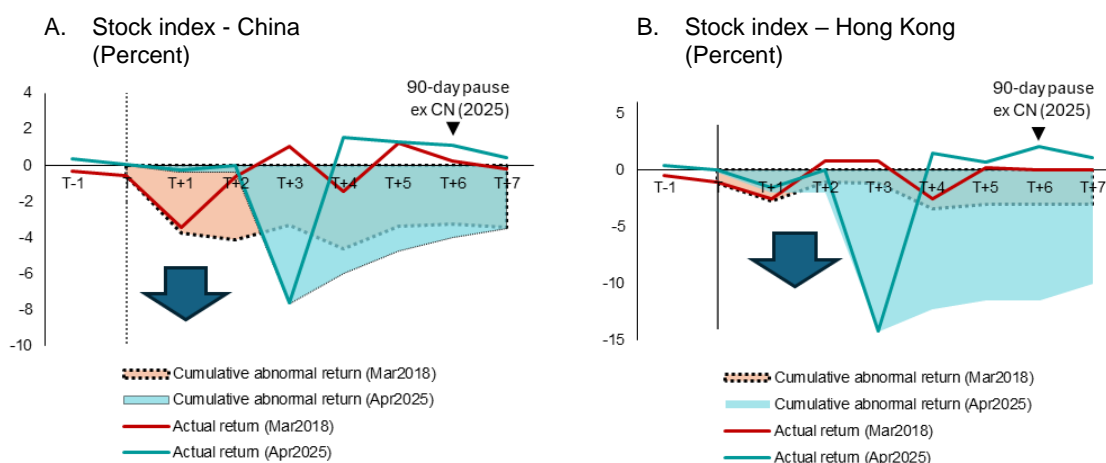 A. Stock index - China
(Percent)
4
2
0
-2
-4
-6
-8
-10
T-1
T
T+1
T+2
T+3
T+4
T+5
T+6
T+7
90-day pause
ex CN (2025)
Cumulative abnormal return (Mar2018)
Cumulative abnormal return (Apr2025)
Actual return (Mar2018)
Actual return (Apr2025)
B. Stock index – Hong Kong
(Percent)
5
0
-5
-10
-15
T-1
T
T+1
T+2
T+3
T+4
T+5
T+6
T+7
90-day pause
ex CN (2025)
Cumulative abnormal return (Mar2018)
Cumulative abnormal return (Apr2025)
Actual return (Mar2018)
Actual return (Apr2025)